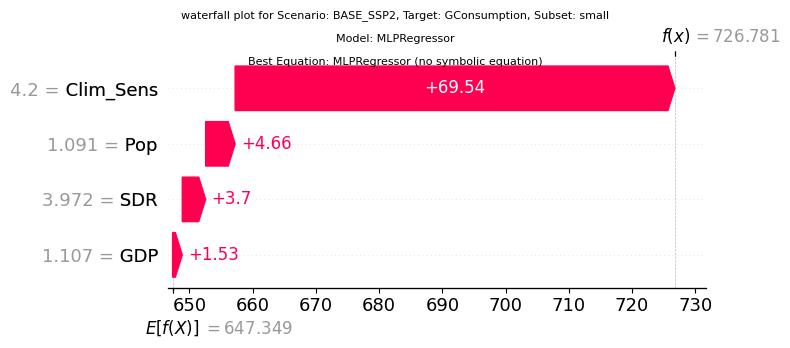 waterfall plot for Scenario: BASE_SSP2, Target: GConsumption, Subset: small
Model: MLPRegressor
Best Equation: MLPRegressor (no symbolic equation)
f(x) = 726.781
4.2 = Clim_Sens
+69.54
1.091 = Pop
+4.66
3.972 = SDR
+3.7
1.107 = GDP
+1.53
650 660 670 680 690 700 710 720 730
E[f(X)] = 647.349